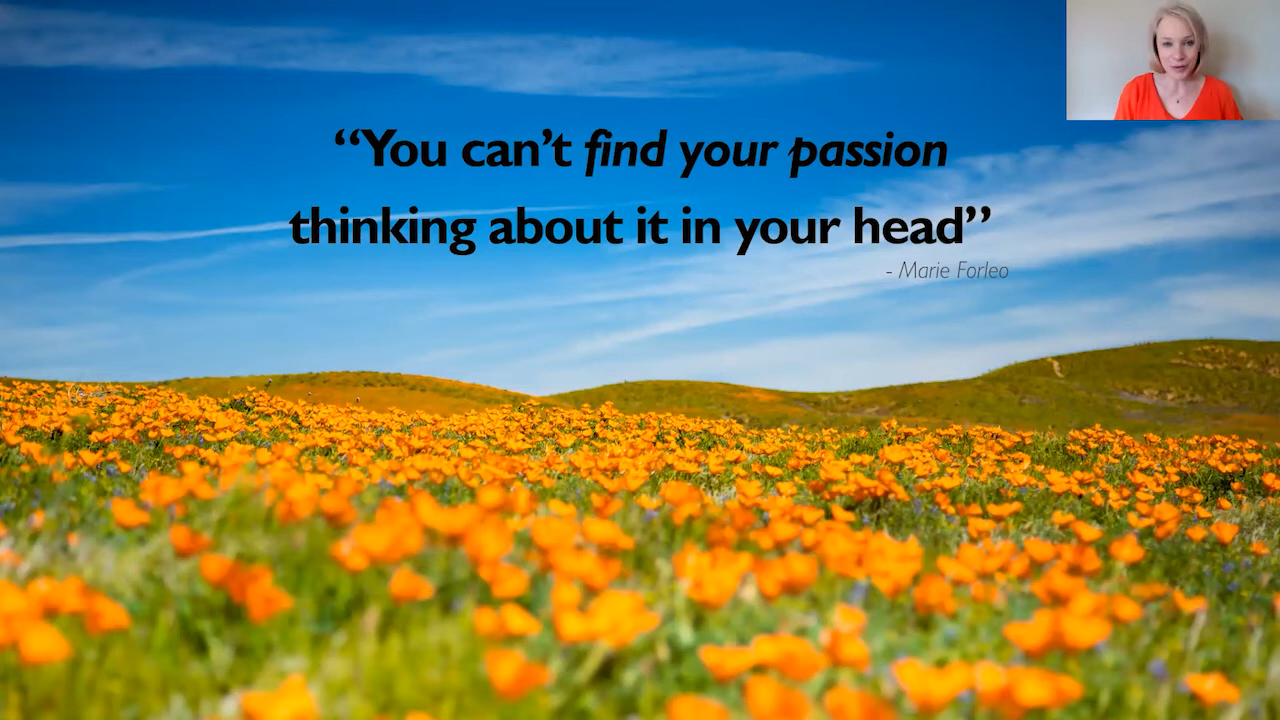 “You can’t find your passion
thinking about it in your head”
- Marie Forleo